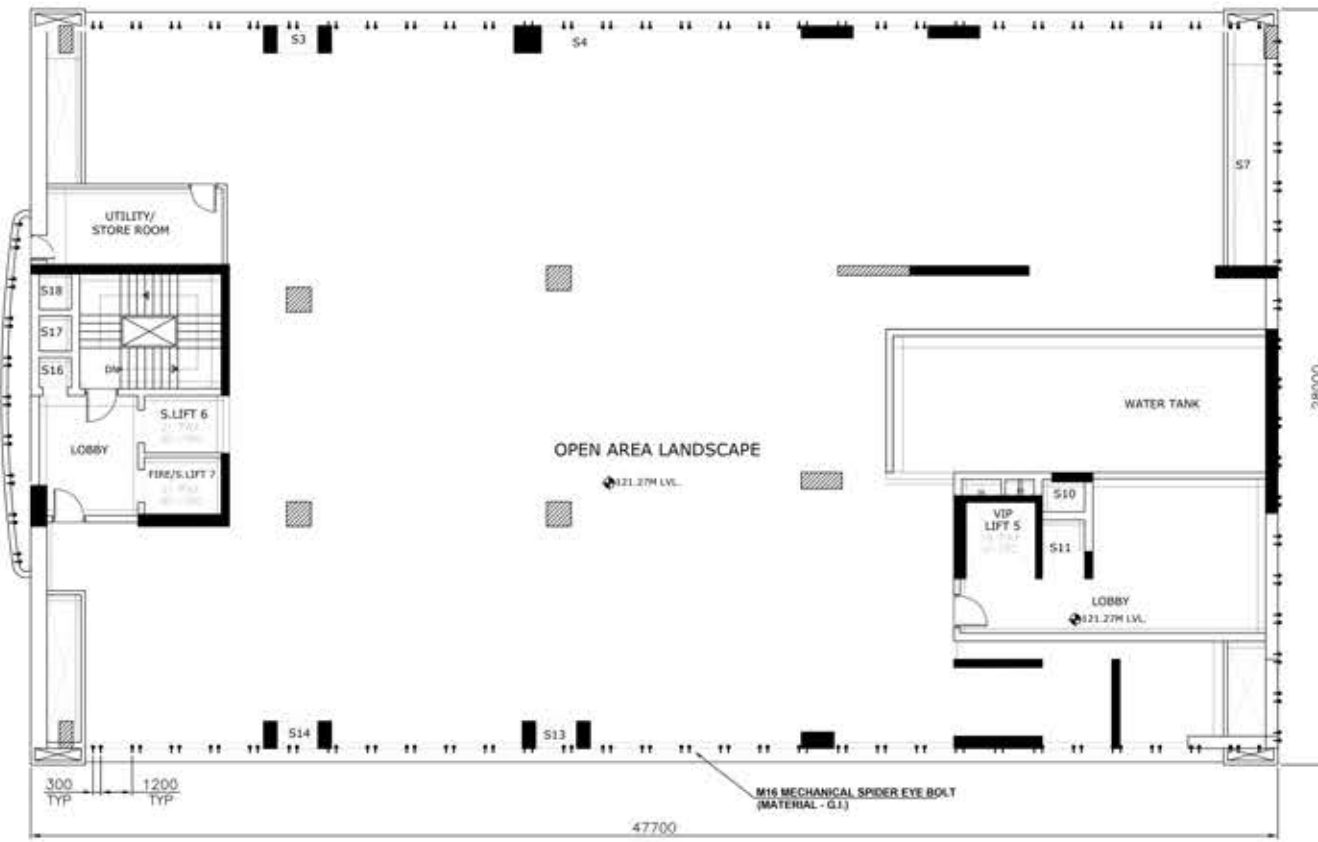 S3
S4
S7
UTILITY/
STORE ROOM
S18
S17
S16
DN
S.LIFT 6
LOBBY
FIRE/S.LIFT 7
28000
WATER TANK
OPEN AREA LANDSCAPE
121.27M LVL.
S10
VIP
LIFT 5
S11
LOBBY
121.27M LVL.
S14
S13
300
TYP
1200
TYP
M16 MECHANICAL SPIDER EYE BOLT
(MATERIAL - G.I.)
47700